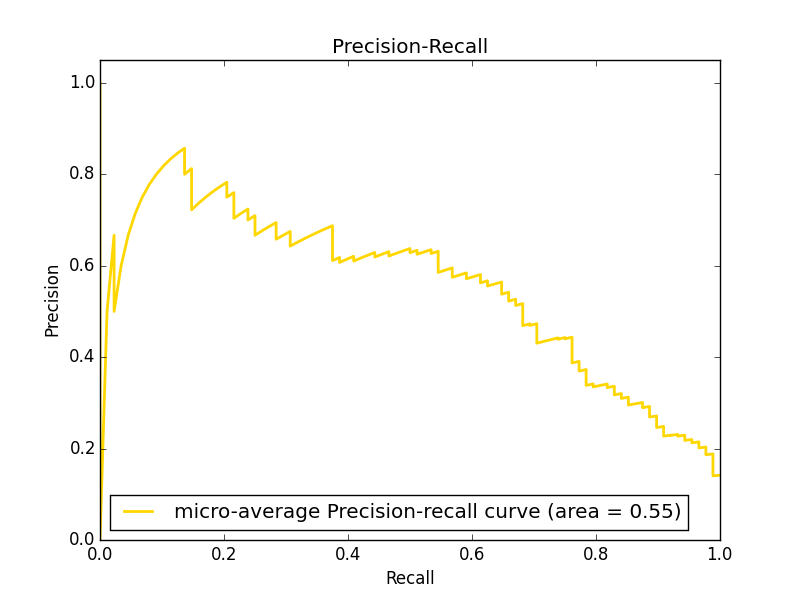 Precision-Recall
1.0
0.8
0.6
0.4
0.2
0.0
Precision
micro-average Precision-recall curve (area = 0.55)
0.0 0.2 0.4 0.6 0.8 1.0
Recall